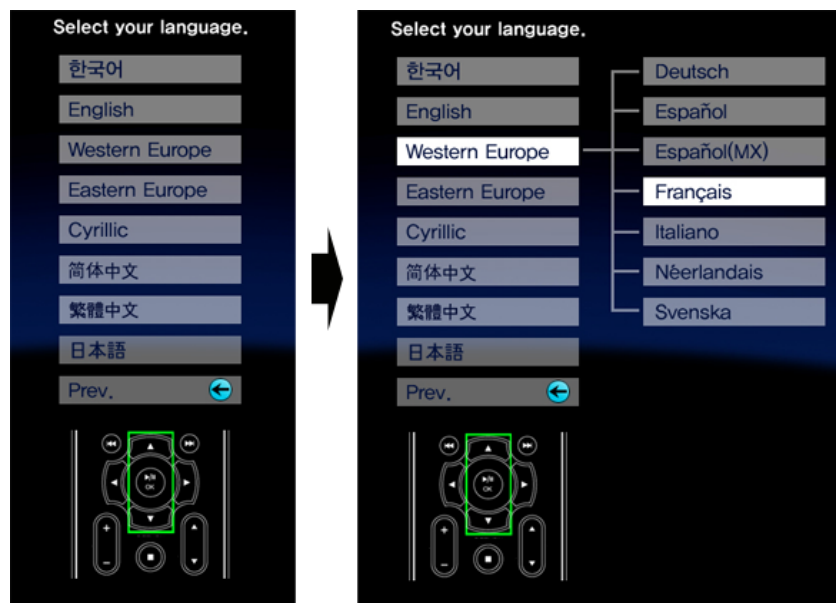 Select your language.
한국어
English
Western Europe
Eastern Europe
Cyrillic
简体中文
繁體中文
日本語
Prev.
OK
+
−
Select your language.
한국어
English
Western Europe
Eastern Europe
Cyrillic
简体中文
繁體中文
日本語
Prev.
Deutsch
Español
Español(MX)
Français
Italiano
Néerlandais
Svenska
OK
+
−